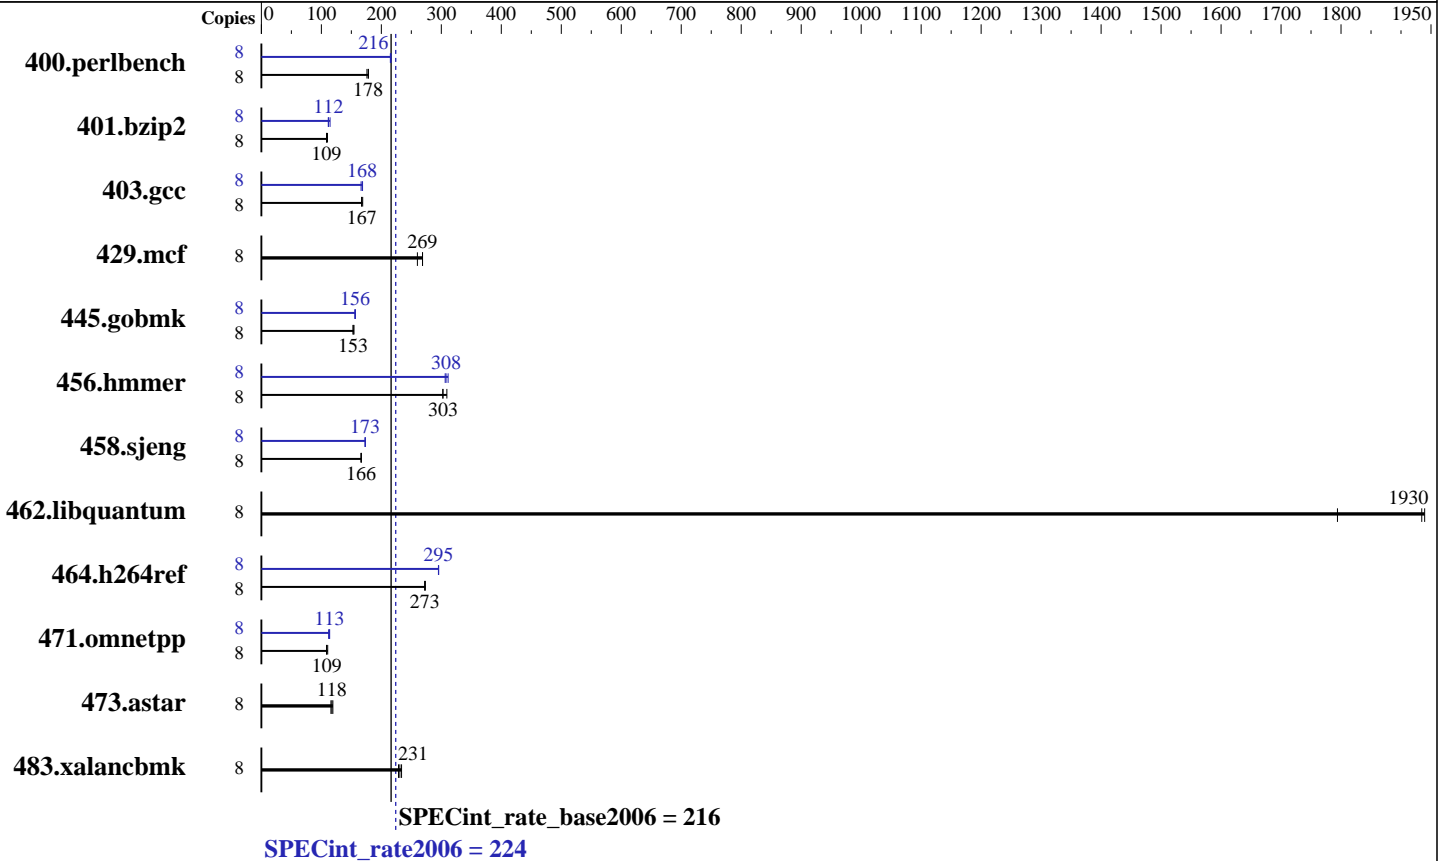 Copies 0 100 200 300 400 500 600 700 800 900 1000 1100 1200 1300 1400 1500 1600 1700 1800 1950
400.perlbench 8 216
8 178
401.bzip2 8 112
8 109
403.gcc 8 168
8 167
429.mcf 8 269
445.gobmk 8 156
8 153
456.hmmer 8 308
8 303
458.sjeng 8 173
8 166
462.libquantum 8 1930
464.h264ref 8 295
8 273
471.omnetpp 8 113
8 109
473.astar 8 118
483.xalancbmk 8 231
SPECint_rate_base2006 = 216
SPECint_rate2006 = 224